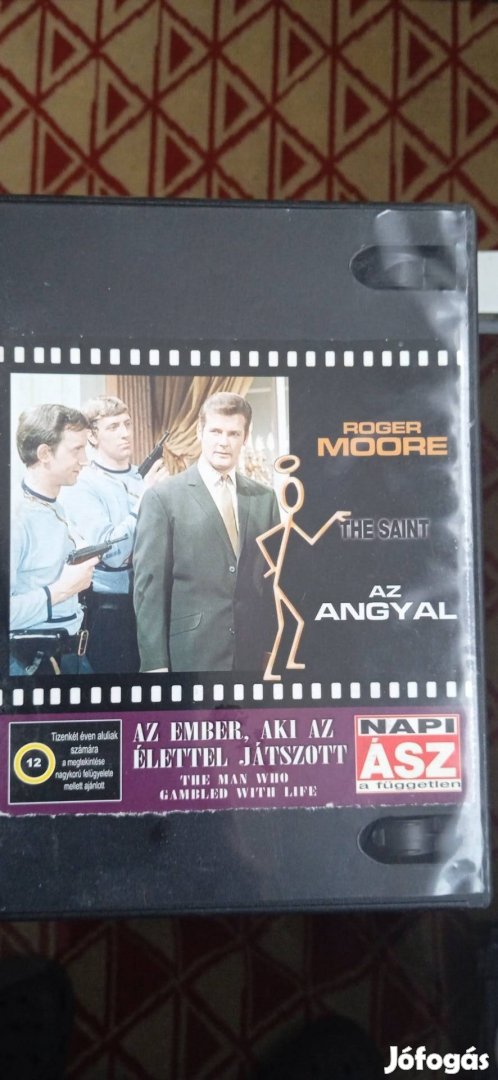 ROGER
MOORE
THE SAINT
AZ
ANGYAL
12
Tizenkét éven aluliak
számára
a megtekintése
nagykorú felügyelete
mellett ajánlott
AZ EMBER, AKI AZ
ÉLETTEL JÁTSZOTT
THE MAN WHO
GAMBLED WITH LIFE
NAPI
ÁSZ
a független
Jófogás